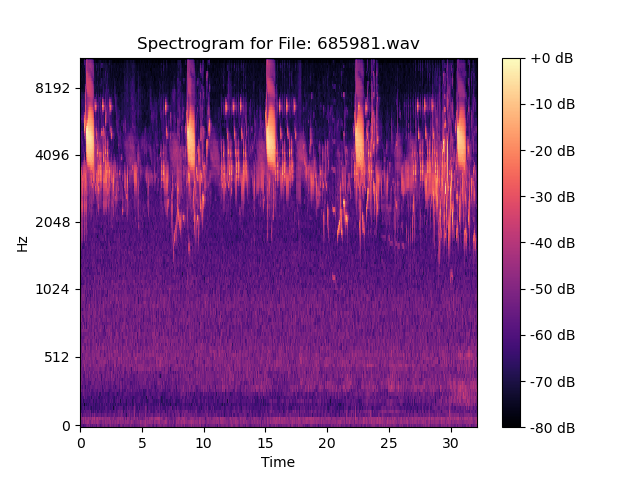 Spectrogram for File: 685981.wav
8192
4096
2048
1024
512
0
Hz
0 5 10 15 20 25 30
Time
+0 dB
-10 dB
-20 dB
-30 dB
-40 dB
-50 dB
-60 dB
-70 dB
-80 dB